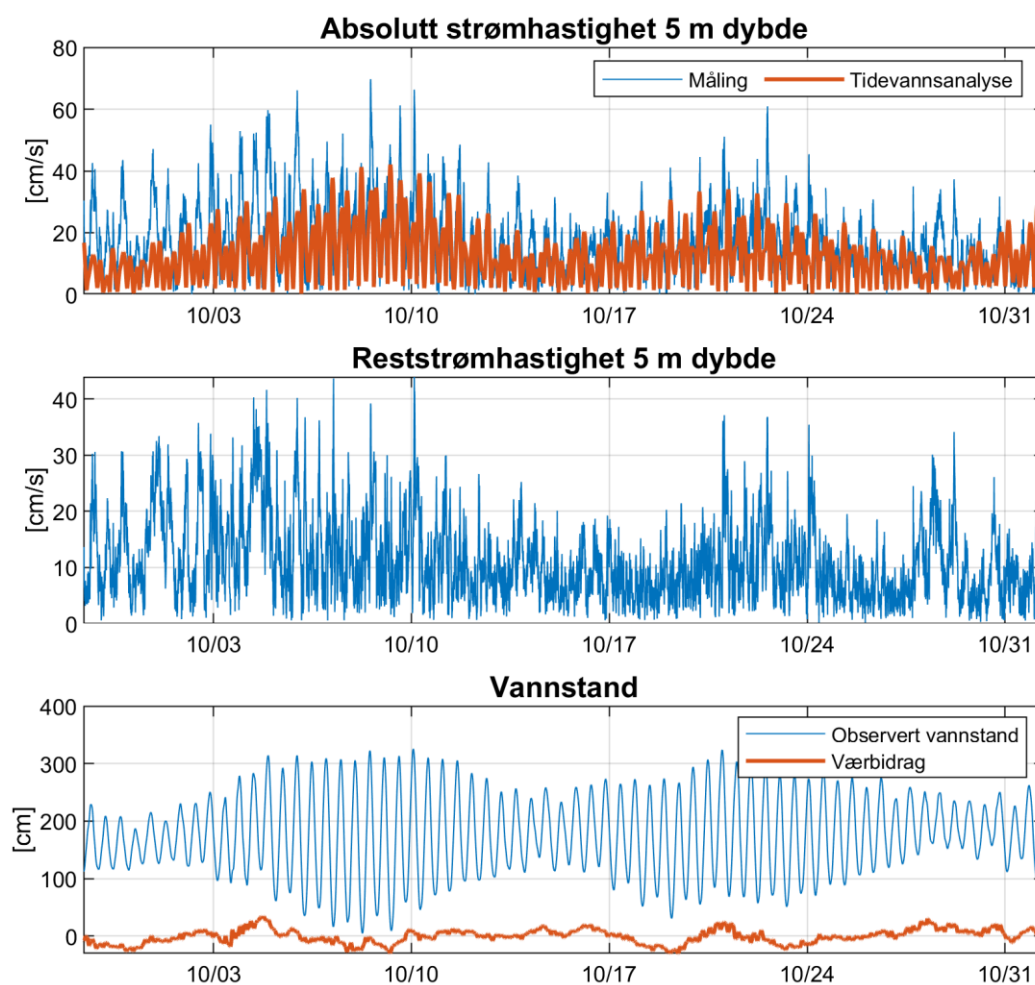 Absolutt strømhastighet 5 m dybde
80
60
40
20
0
[cm/s]
Måling Tidevannsanalyse
10/03 10/10 10/17 10/24 10/31
Reststrømhastighet 5 m dybde
40
30
20
10
0
[cm/s]
10/03 10/10 10/17 10/24 10/31
Vannstand
400
300
200
100
0
[cm]
Observert vannstand
Værbidrag
10/03 10/10 10/17 10/24 10/31